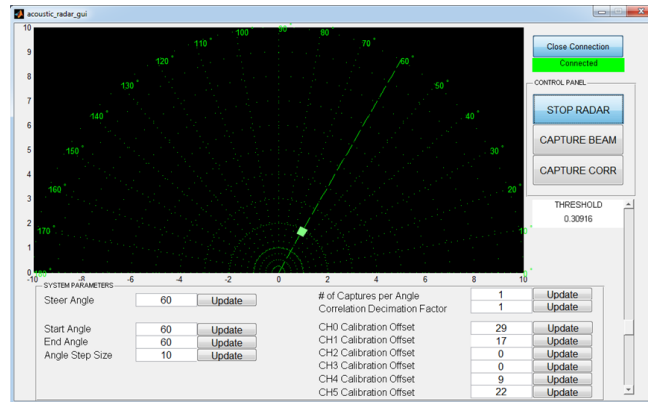 acoustic_radar_gui
10
9
8
7
6
5
4
3
2
1
0
-10 -8 -6 -4 -2 0 2 4 6 8 10
170°
160°
150°
140°
130°
120°
110°
100°
90°
80°
70°
60°
50°
40°
30°
Close Connection
Connected
CONTROL PANEL
STOP RADAR
CAPTURE BEAM
CAPTURE CORR
THRESHOLD
0.30916
SYSTEM PARAMETERS
Steer Angle 60 Update
Start Angle 60 Update
End Angle 60 Update
Angle Step Size 10 Update
# of Captures per Angle 1 Update
Correlation Decimation Factor 1 Update
CH0 Calibration Offset 29 Update
CH1 Calibration Offset 17 Update
CH2 Calibration Offset 0 Update
CH3 Calibration Offset 0 Update
CH4 Calibration Offset 9 Update
CH5 Calibration Offset 22 Update